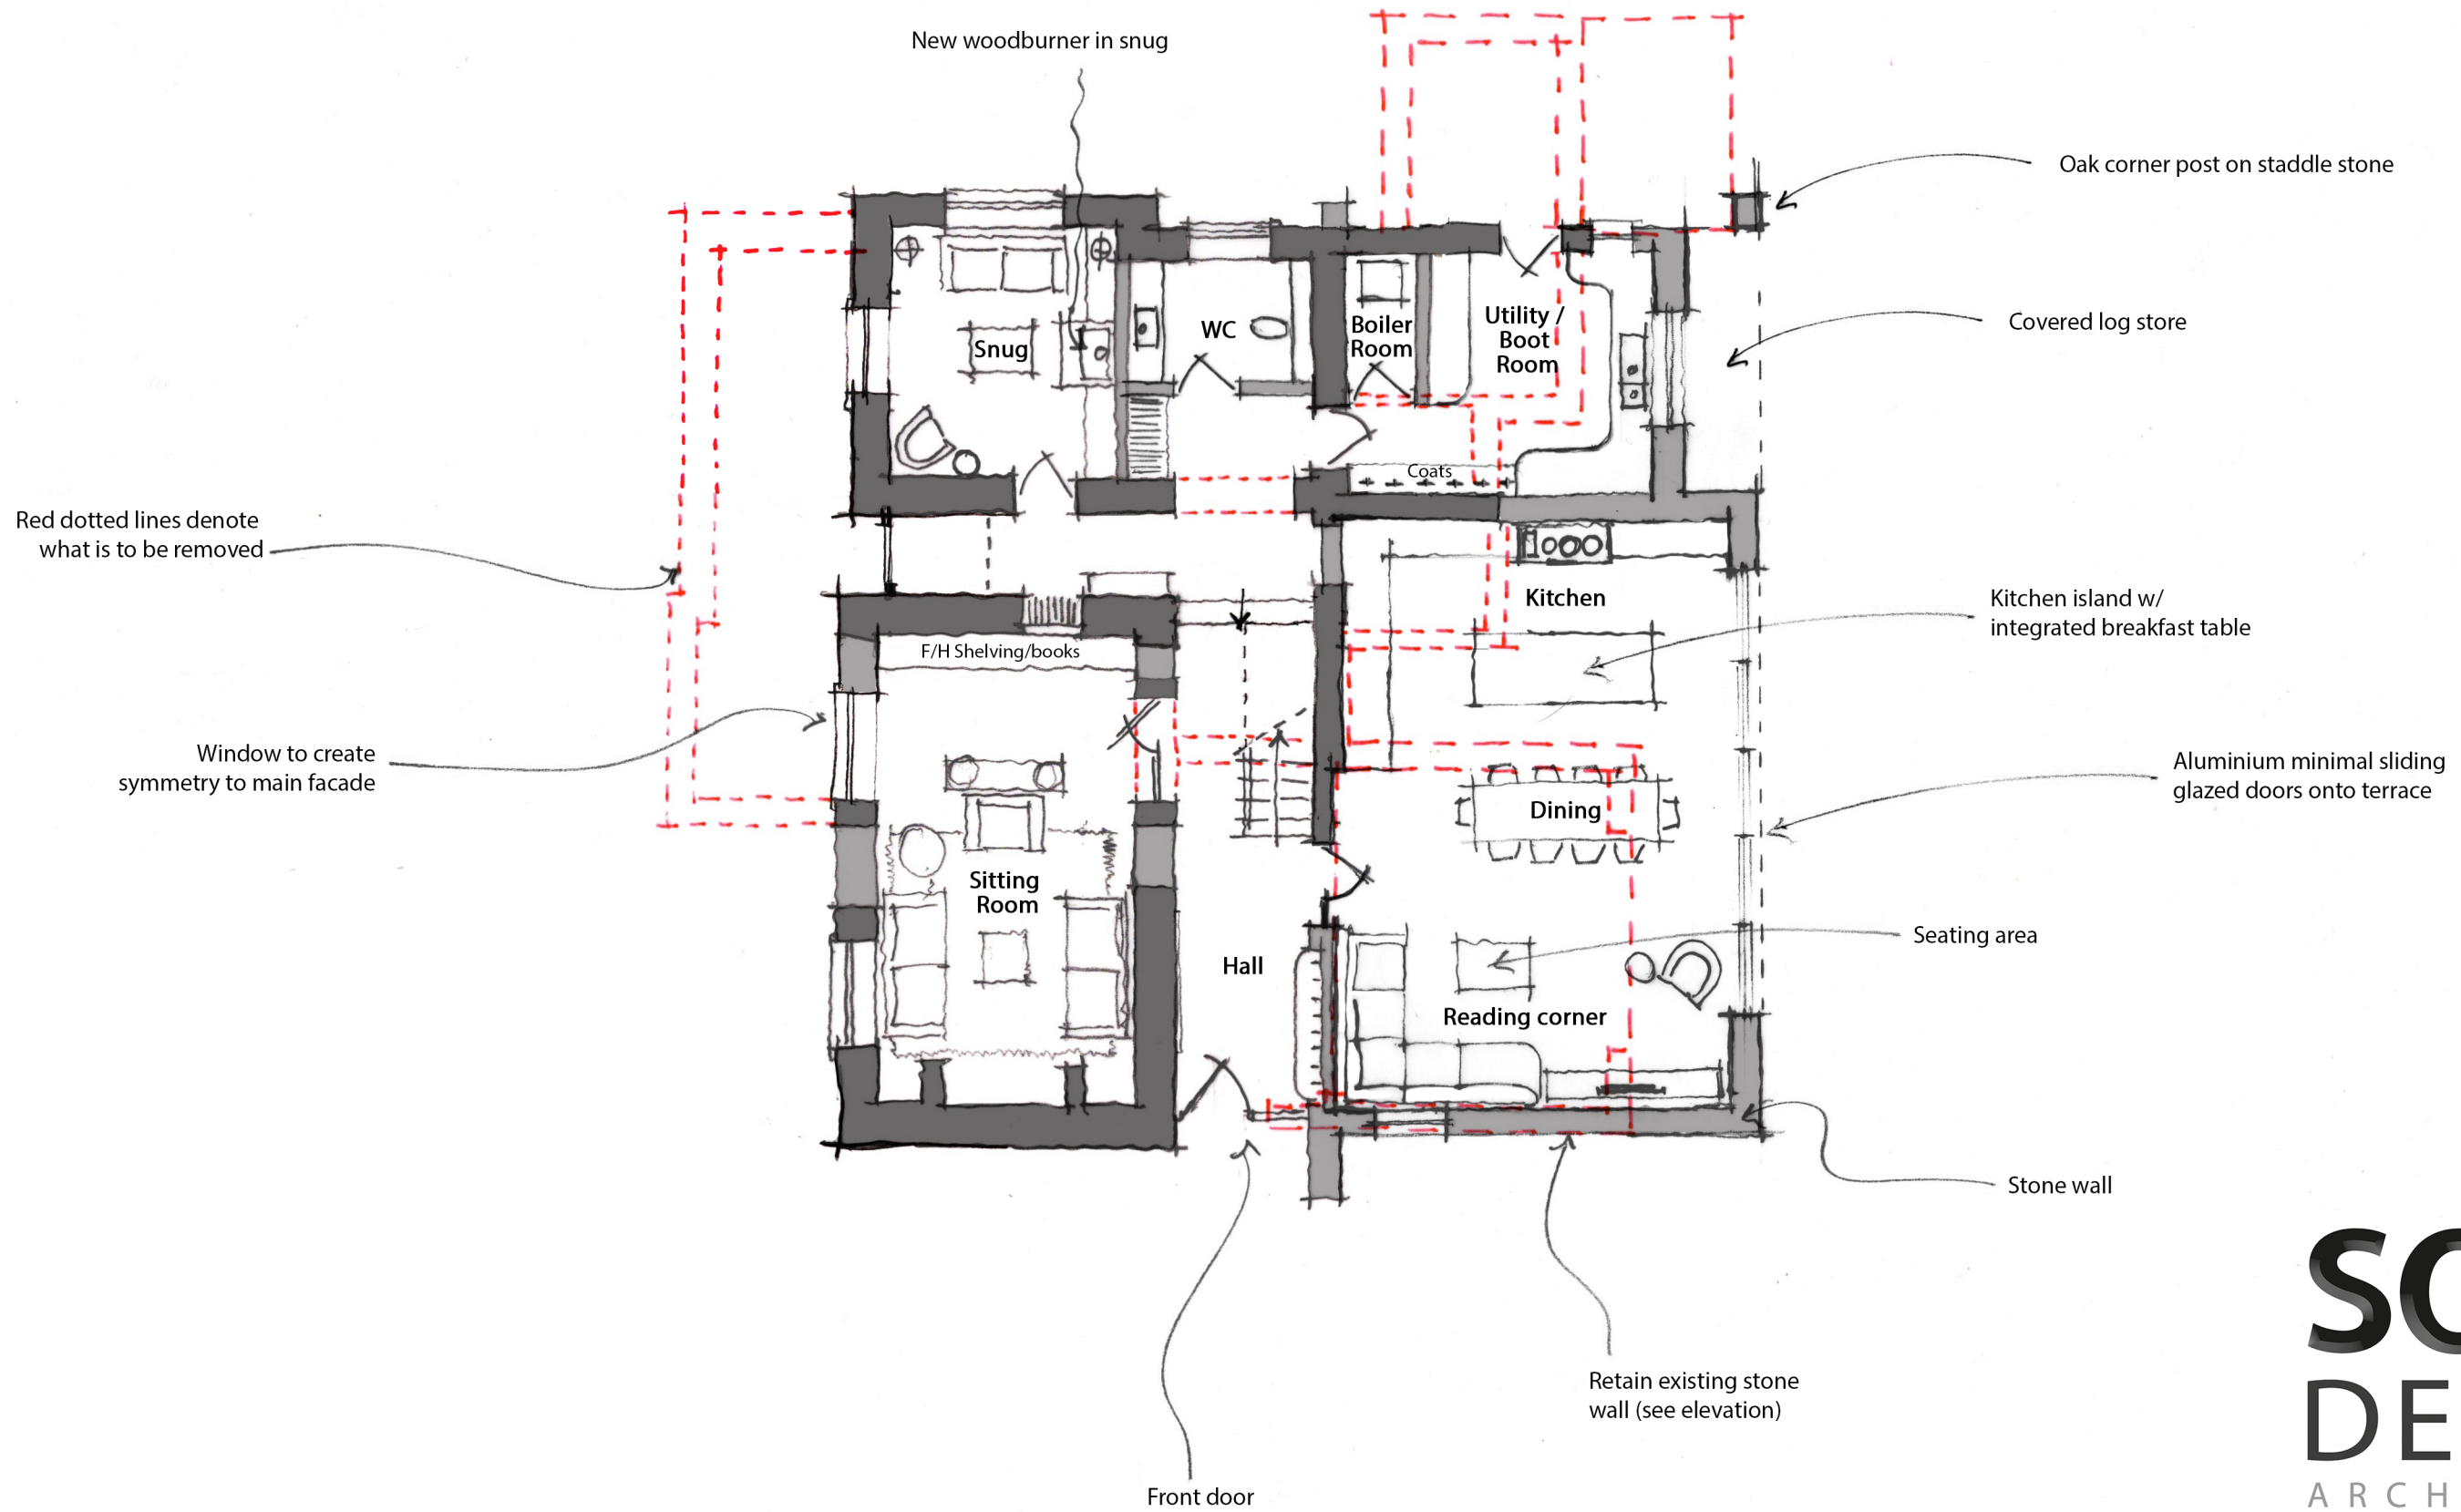 New woodburner in snug
Oak corner post on staddle stone
Covered log store
Snug
WC
Boiler
Room
Utility /
Boot
Room
Coats
Red dotted lines denote
what is to be removed
Kitchen
Kitchen island w/
integrated breakfast table
F/H Shelving/books
Window to create
symmetry to main facade
Aluminium minimal sliding
glazed doors onto terrace
Dining
Sitting
Room
Seating area
Hall
Reading corner
Stone wall
Retain existing stone
wall (see elevation)
Front door
SO
DE
ARCH